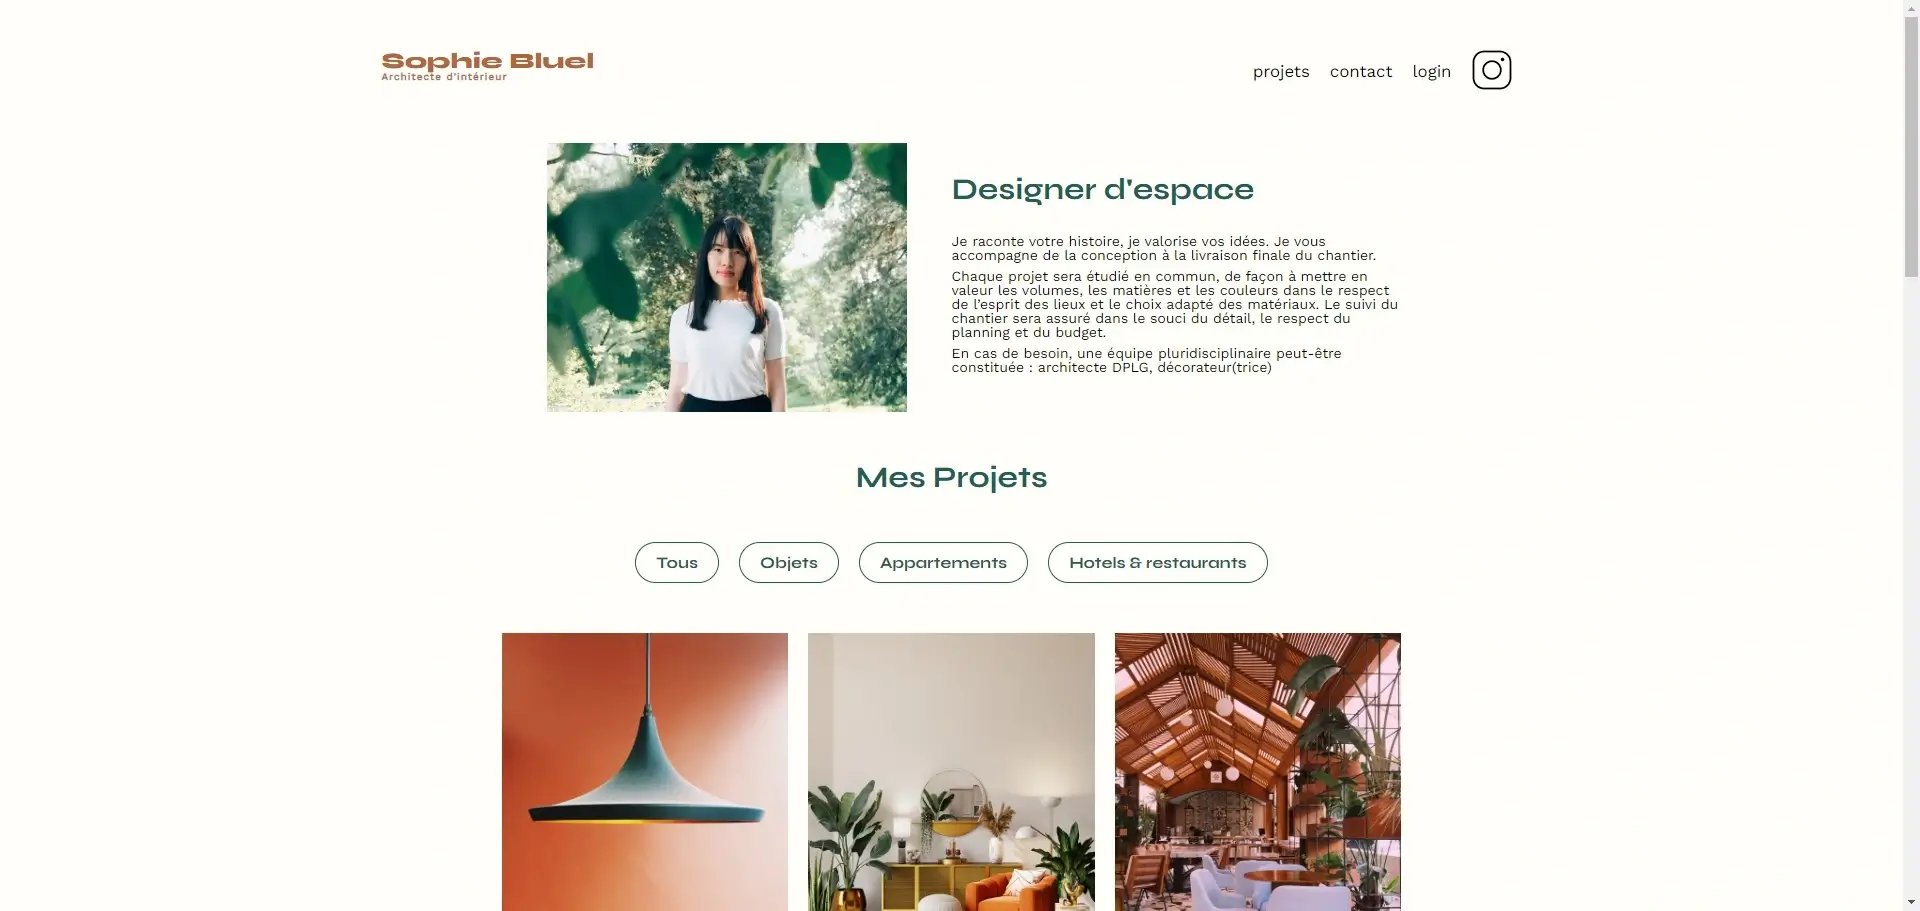 Sophie Bluel
Architecte d'intérieur
projets contact login
Designer d'espace
Je raconte votre histoire, je valorise vos idées. Je vous
accompagne de la conception à la livraison finale du chantier.
Chaque projet sera étudié en commun, de façon à mettre en
valeur les volumes, les matières et les couleurs dans le respect
de l’esprit des lieux et le choix adapté des matériaux. Le suivi du
chantier sera assuré dans le souci du détail, le respect du
planning et du budget.
En cas de besoin, une équipe pluridisciplinaire peut-être
constituée : architecte DPLG, décorateur(trice)
Mes Projets
Tous Objets Appartements Hotels & restaurants